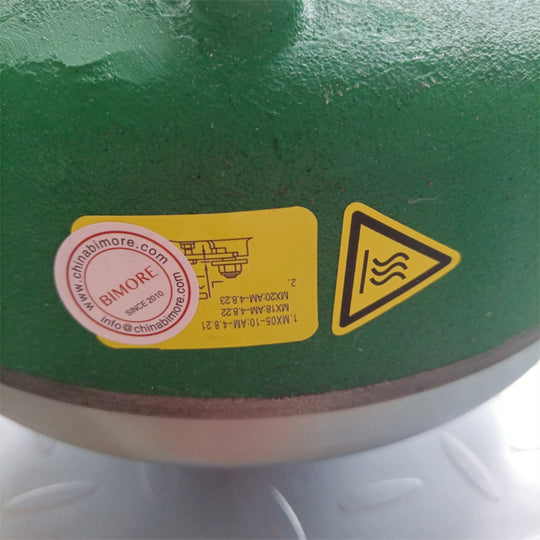 www.chinabimore.com
BIMORE
SINCE 2010
info@chinabimore.com
1.MX05-10:AM-4.8.21
MX18:AM-4.8.22
MX20:AM-4.8.23
2.